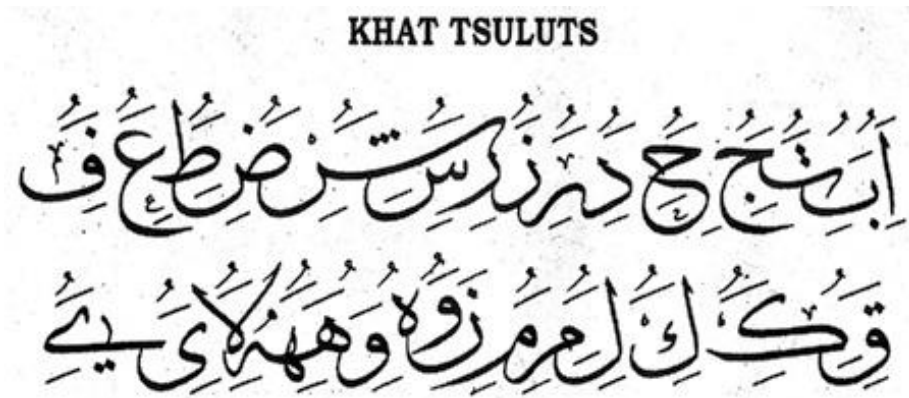 KHAT TSULUTS
ا ب ت ج ح د ر ز ر س ش ض ط ع ف
ق ك ك ل م ر م ز و ه و ه ه لا ي ي